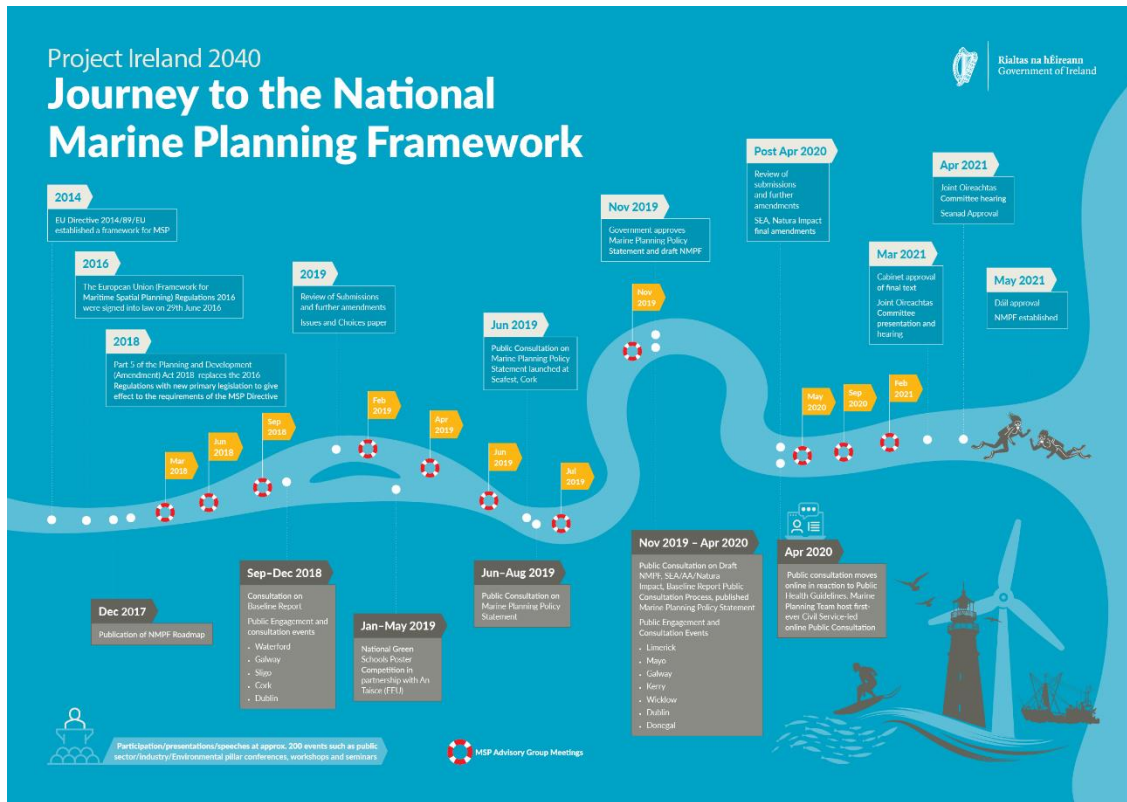 Project Ireland 2040
Journey to the National
Marine Planning Framework
Rialtas na hÉireann
Government of Ireland
2014
EU Directive 2014/89/EU
established a framework for MSP
2016
The European Union (Framework for
Maritime Spatial Planning) Regulations 2016
were signed into law on 29th June 2016
2018
Part 5 of the Planning and Development
(Amendment) Act 2018 replaces the 2016
Regulations with new primary legislation to give
effect to the requirements of the MSP Directive
2019
Review of Submissions
and further amendments
Issues and Choices paper
Jun 2019
Public Consultation on
Marine Planning Policy
Statement launched at
Seafest, Cork
Nov 2019
Government approves
Marine Planning Policy
Statement and draft NMPF
Post Apr 2020
Review of
submissions
and further
amendments
SEA, Natura Impact
final amendments
Apr 2021
Joint Oireachtas
Committee hearing
Seanad Approval
Mar 2021
Cabinet approval
of final text
Joint Oireachtas
Committee
presentation and
hearing
May 2021
Dáil approval
NMPF established
Mar
2018
Jun
2018
Sep
2018
Feb
2019
Apr
2019
Jun
2019
Jul
2019
Nov
2019
May
2020
Sep
2020
Feb
2021
Dec 2017
Publication of NMPF Roadmap
Sep–Dec 2018
Consultation on
Baseline Report
Public Engagement and
consultation events
• Waterford
• Galway
• Sligo
• Cork
• Dublin
Jan–May 2019
National Green
Schools Poster
Competition in
partnership with An
Taisce (FEU)
Jun–Aug 2019
Public Consultation on
Marine Planning Policy
Statement
Nov 2019 – Apr 2020
Public Consultation on Draft
NMPF, SEA/AA/Natura
Impact, Baseline Report Public
Consultation Process, published
Marine Planning Policy Statement
Public Engagement and
Consultation Events
• Limerick
• Mayo
• Galway
• Kerry
• Wicklow
• Dublin
• Donegal
Apr 2020
Public consultation moves
online in reaction to Public
Health Guidelines. Marine
Planning Team host first-
ever Civil Service-led
online Public Consultation
Participation/presentations/speeches at approx. 200 events such as public
sector/industry/Environmental pillar conferences, workshops and seminars
MSP Advisory Group Meetings